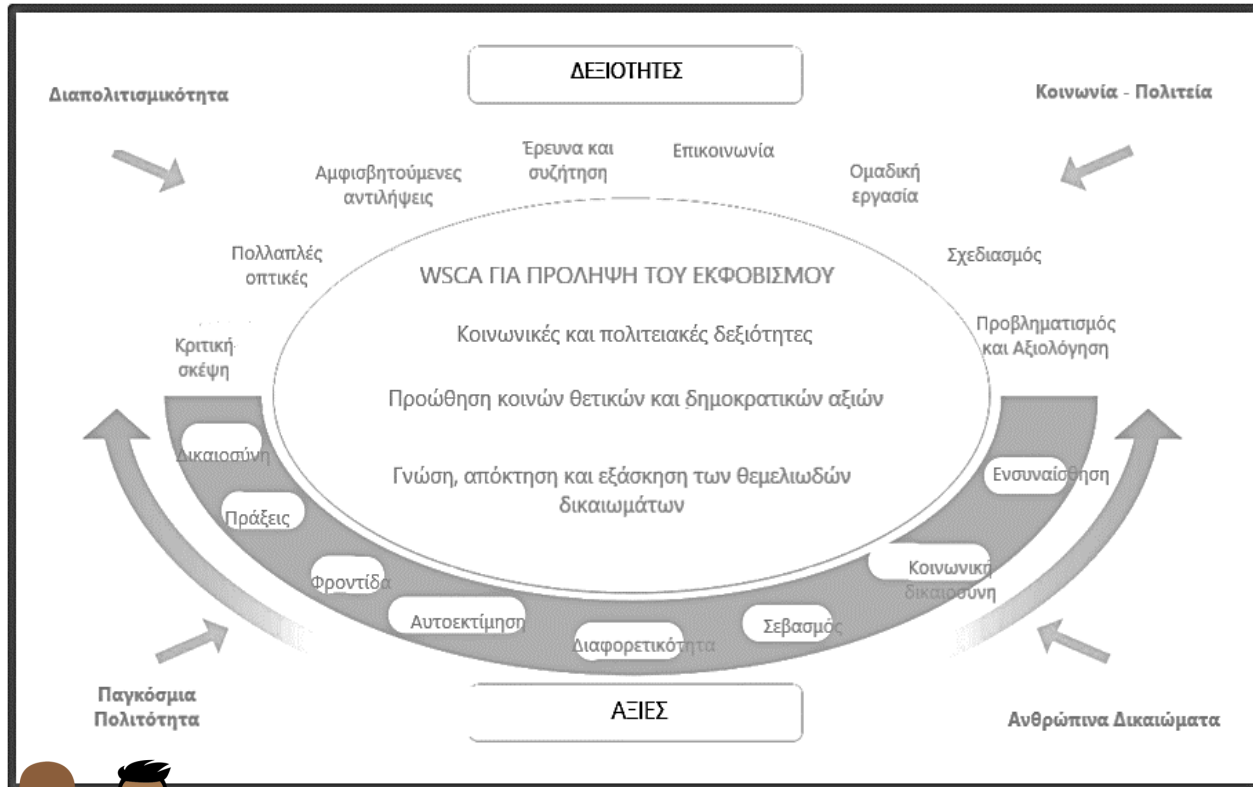 ΔΕΞΙΟΤΗΤΕΣ
Διαπολιτισμικότητα
Κοινωνία - Πολιτεία
Έρευνα και
συζήτηση
Επικοινωνία
Αμφισβητούμενες
αντιλήψεις
Ομαδική
εργασία
Πολλαπλές
οπτικές
Σχεδιασμός
Κριτική
σκέψη
Προβληματισμός
και Αξιολόγηση
WSCA ΓΙΑ ΠΡΟΛΗΨΗ ΤΟΥ ΕΚΦΟΒΙΣΜΟΥ
Κοινωνικές και πολιτειακές δεξιότητες
Προώθηση κοινών θετικών και δημοκρατικών αξιών
Γνώση, απόκτηση και εξάσκηση των θεμελιωδών
δικαιωμάτων
Δικαιοσύνη
Πράξεις
Φροντίδα
Αυτοεκτίμηση
Διαφορετικότητα
Σεβασμός
Κοινωνική
δικαιοσύνη
Ενσυναίσθηση
Παγκόσμια
Πολιτότητα
ΑΞΙΕΣ
Ανθρώπινα Δικαιώματα